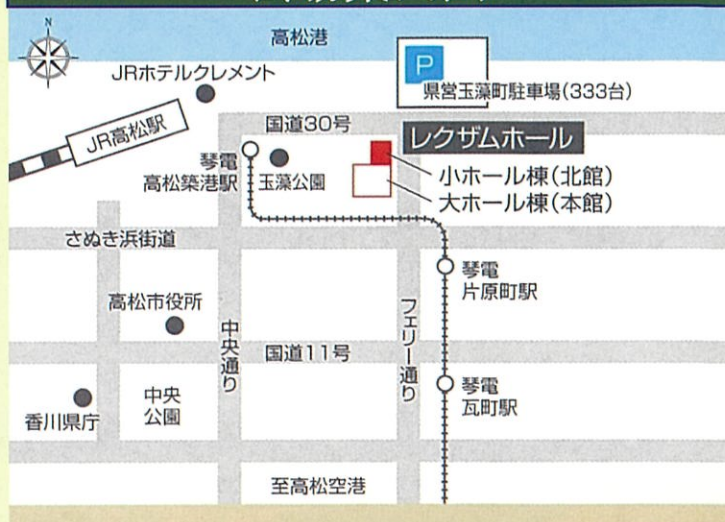 N
高松港
P
県営玉藻町駐車場(333台)
JRホテルクレメント
JR高松駅
国道30号
レクザムホール
琴電
高松築港駅
玉藻公園
小ホール棟(北館)
大ホール棟(本館)
さぬき浜街道
琴電
片原町駅
高松市役所
中央通り
フェリー通り
国道11号
琴電
瓦町駅
香川県庁
中央
公園
至高松空港